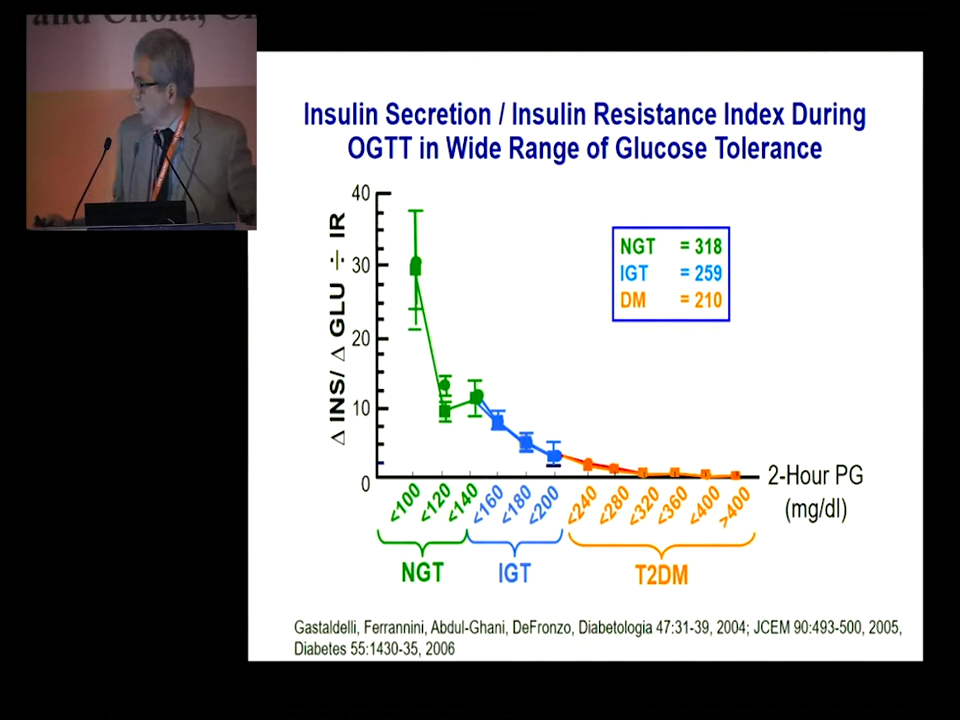 and Chola, C
Insulin Secretion / Insulin Resistance Index During
OGTT in Wide Range of Glucose Tolerance
Δ INS/ Δ GLU ÷ IR
40
30
20
10
0
NGT = 318
IGT = 259
DM = 210
<100 <120 <140 <160 <180 <200 <240 <280 <320 <360 <400 >400
2-Hour PG
(mg/dl)
NGT IGT T2DM
Gastaldelli, Ferrannini, Abdul-Ghani, DeFronzo, Diabetologia 47:31-39, 2004; JCEM 90:493-500, 2005,
Diabetes 55:1430-35, 2006